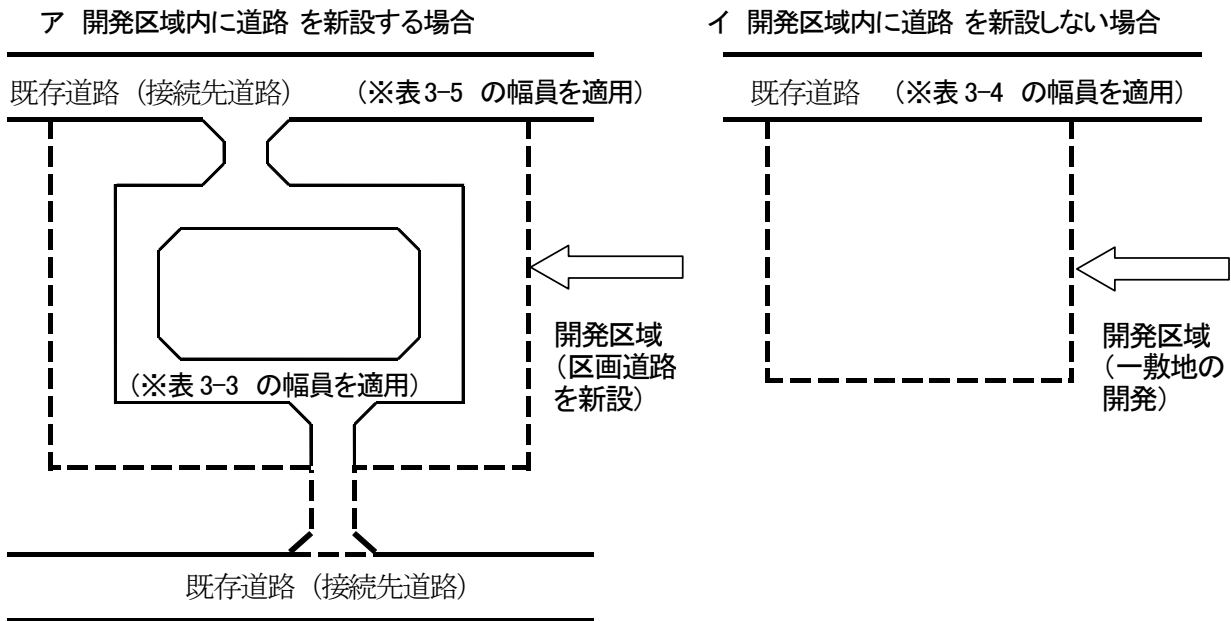 ア 開発区域内に道路 を新設する場合
既存道路（接続先道路） （※表3-5 の幅員を適用）
開発区域
（区画道路
を新設）
（※表 3-3 の幅員を適用）
既存道路（接続先道路）
イ 開発区域内に道路 を新設しない場合
既存道路 （※表 3-4 の幅員を適用）
開発区域
（一敷地の
開発）